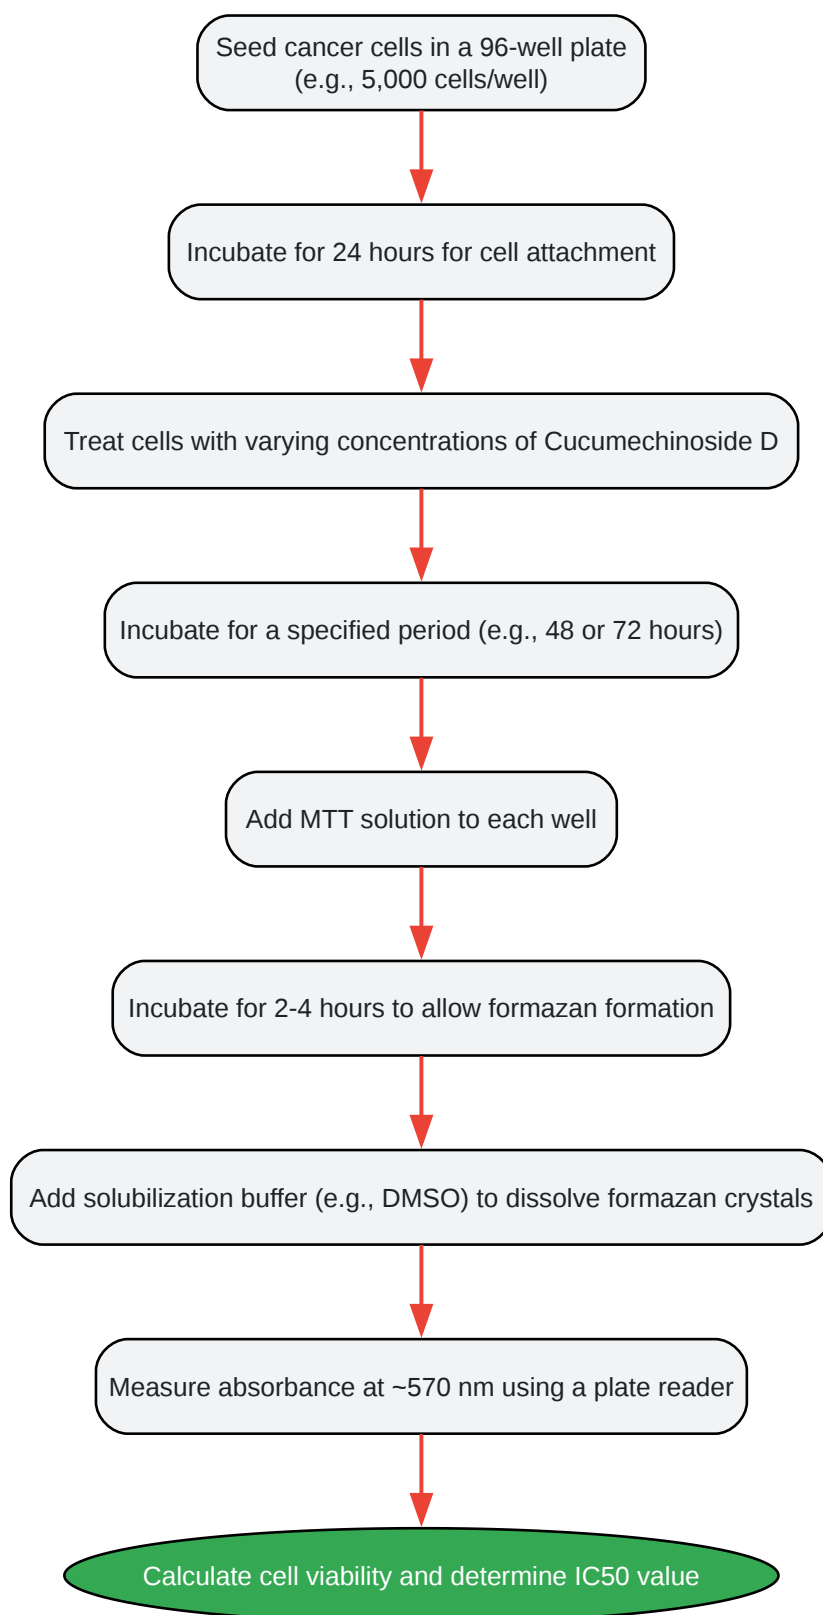 Seed cancer cells in a 96-well plate
(e.g., 5,000 cells/well)
Incubate for 24 hours for cell attachment
Treat cells with varying concentrations of Cucumechinoside D
Incubate for a specified period (e.g., 48 or 72 hours)
Add MTT solution to each well
Incubate for 2-4 hours to allow formazan formation
Add solubilization buffer (e.g., DMSO) to dissolve formazan crystals
Measure absorbance at ~570 nm using a plate reader
Calculate cell viability and determine IC50 value